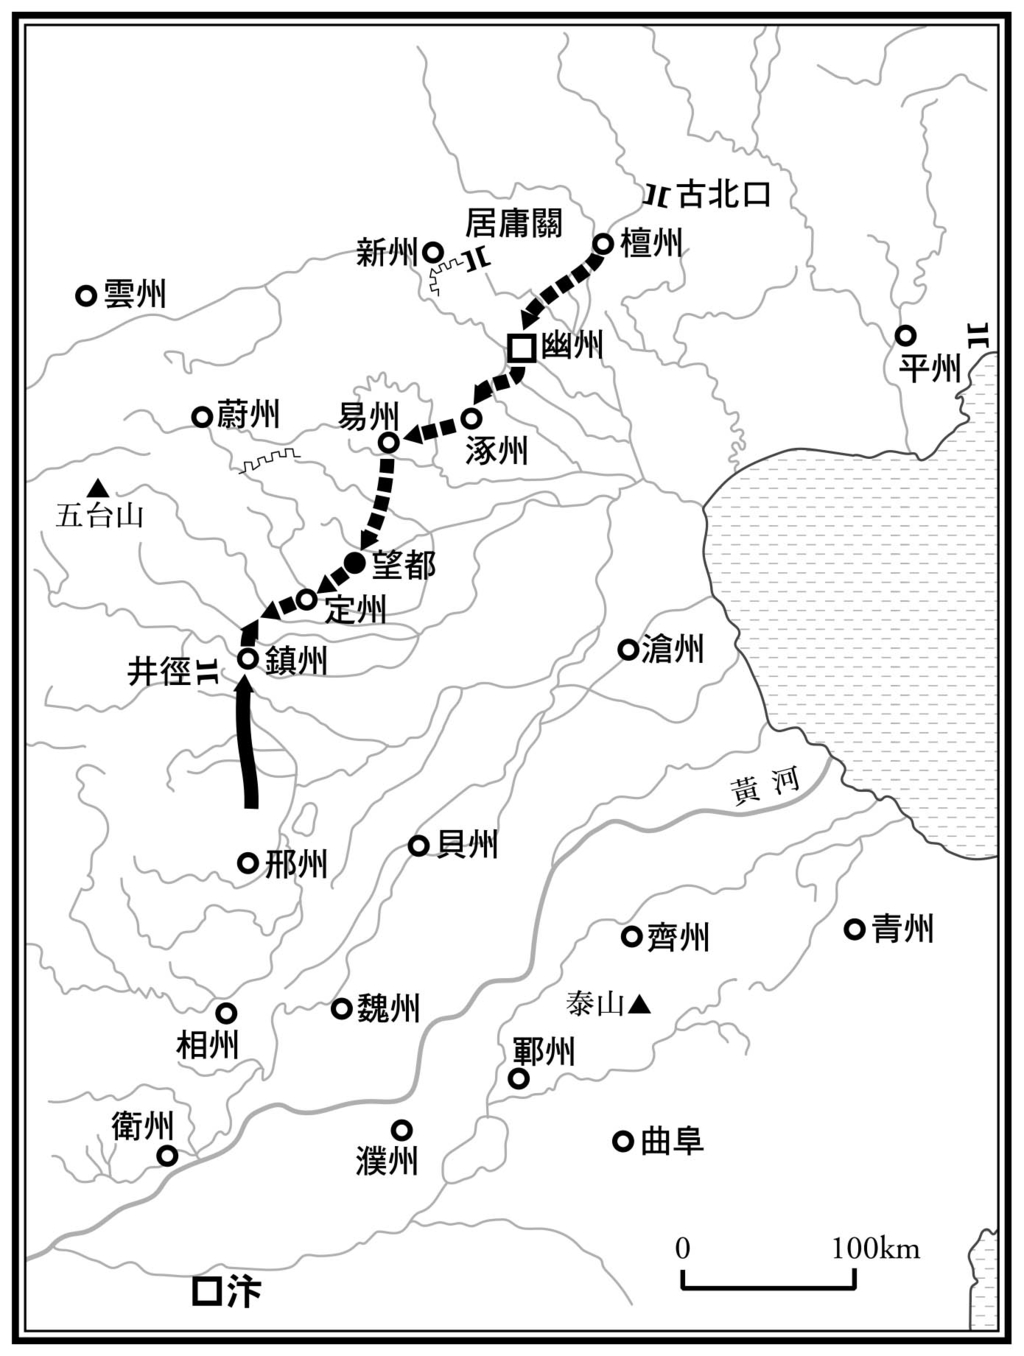 古北口
居庸關
檀州
新州
雲州
幽州
平州
蔚州
易州
涿州
五台山
望都
定州
滄州
井徑
鎮州
黃河
貝州
邢州
青州
齊州
泰山
魏州
相州
鄆州
衛州
濮州
曲阜
0
100km
汴